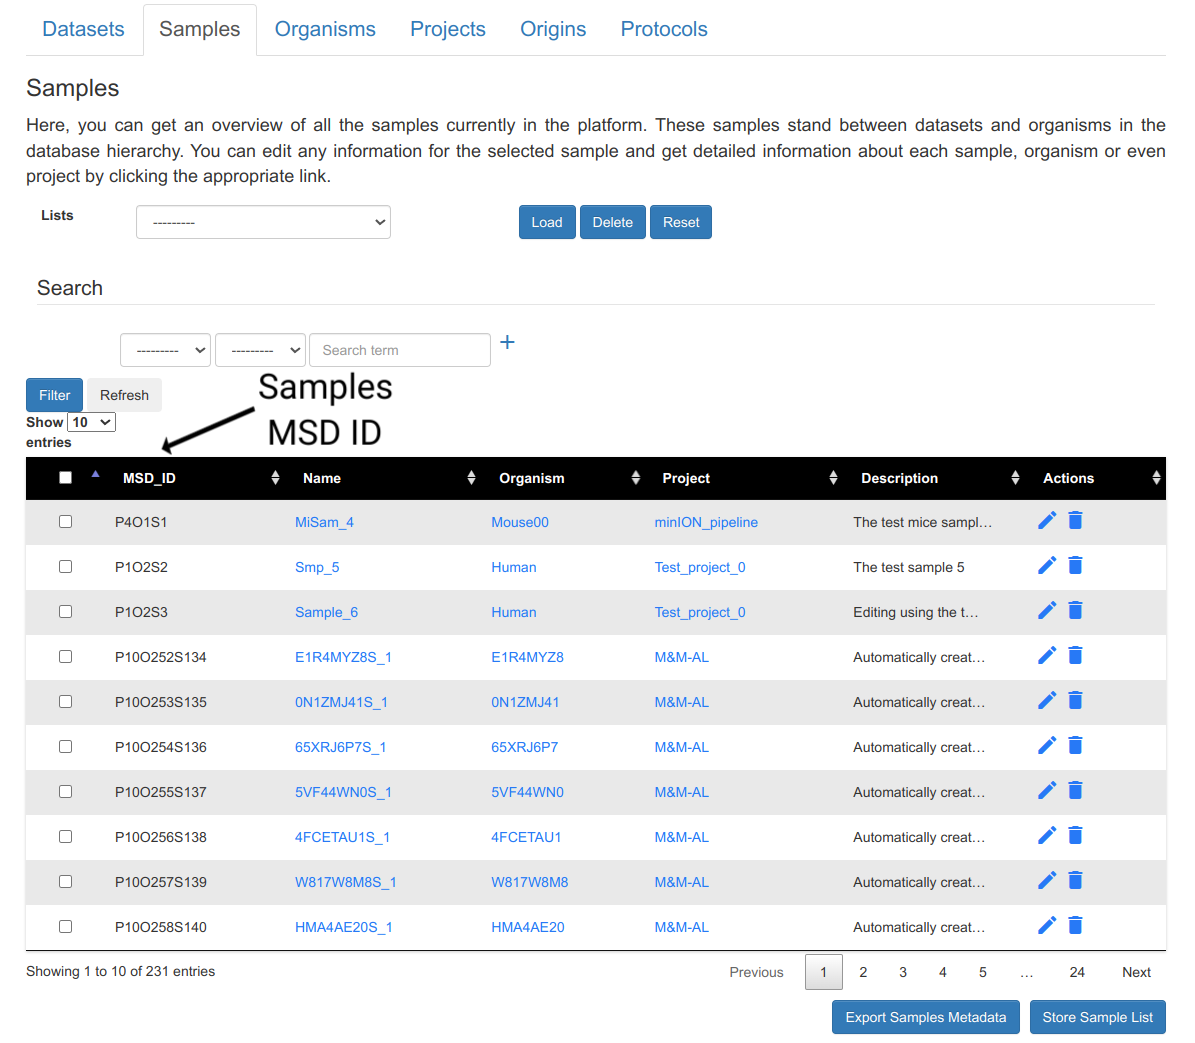 Datasets Samples Organisms Projects Origins Protocols
Samples
Here, you can get an overview of all the samples currently in the platform. These samples stand between datasets and organisms in the
database hierarchy. You can edit any information for the selected sample and get detailed information about each sample, organism or even
project by clicking the appropriate link.
Lists --------- Load Delete Reset
Search
--------- --------- Search term +
Filter Refresh
Samples
MSD ID
Show 10
entries
MSD_ID Name Organism Project Description Actions
P4O1S1 MiSam_4 Mouse00 minION_pipeline The test mice sampl…
P1O2S2 Smp_5 Human Test_project_0 The test sample 5
P1O2S3 Sample_6 Human Test_project_0 Editing using the t…
P10O252S134 E1R4MYZ8S_1 E1R4MYZ8 M&M-AL Automatically creat…
P10O253S135 0N1ZMJ41S_1 0N1ZMJ41 M&M-AL Automatically creat…
P10O254S136 65XRJ6P7S_1 65XRJ6P7 M&M-AL Automatically creat…
P10O255S137 5VF44WN0S_1 5VF44WN0 M&M-AL Automatically creat…
P10O256S138 4FCETAU1S_1 4FCETAU1 M&M-AL Automatically creat…
P10O257S139 W817W8M8S_1 W817W8M8 M&M-AL Automatically creat…
P10O258S140 HMA4AE20S_1 HMA4AE20 M&M-AL Automatically creat…
Showing 1 to 10 of 231 entries Previous 1 2 3 4 5 … 24 Next
Export Samples Metadata Store Sample List